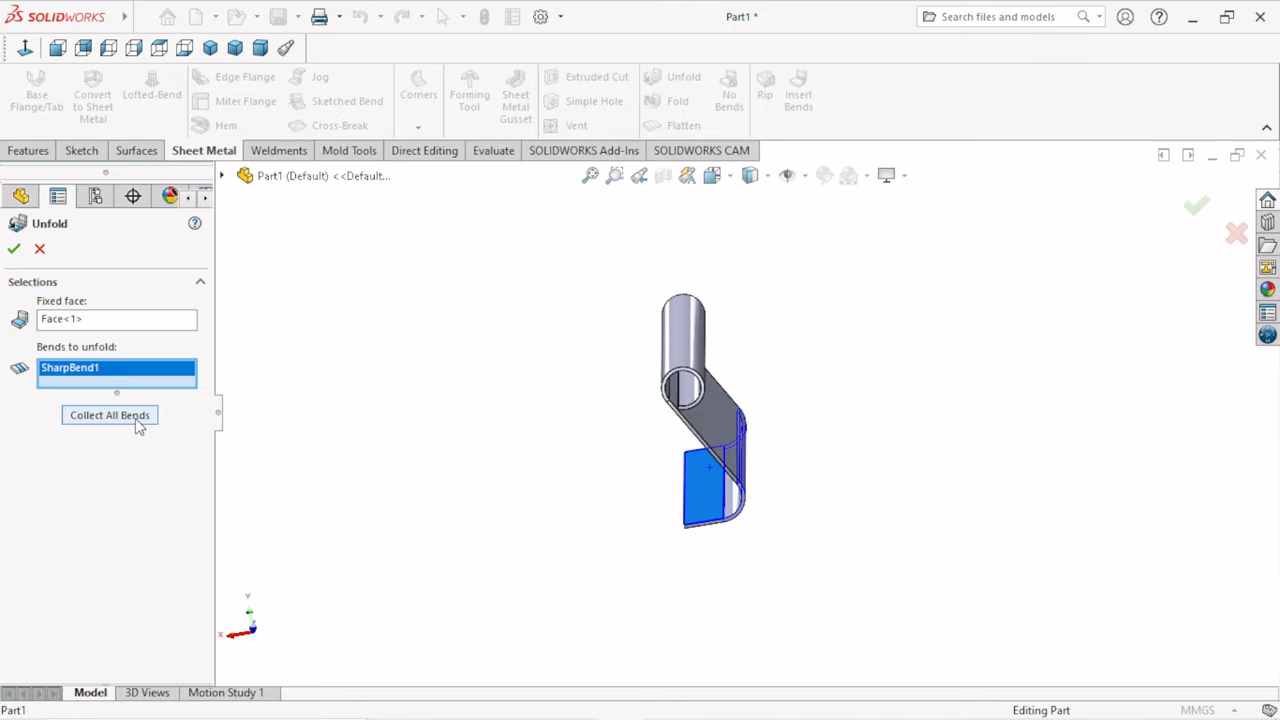 SOLIDWORKS
Part1 *
Search files and models
Base Flange/Tab
Convert to Sheet Metal
Lofted-Bend
Edge Flange
Miter Flange
Hem
Jog
Sketched Bend
Cross-Break
Corners
Forming Tool
Sheet Metal Gusset
Extruded Cut
Simple Hole
Vent
Unfold
Fold
Flatten
No Bends
Rip
Insert Bends
Features
Sketch
Surfaces
Sheet Metal
Weldments
Mold Tools
Direct Editing
Evaluate
SOLIDWORKS Add-Ins
SOLIDWORKS CAM
Part1 (Default) <<Default...
Unfold
Selections
Fixed face:
Face<1>
Bends to unfold:
SharpBend1
Collect All Bends
Y
X
Model
3D Views
Motion Study 1
Part1
Editing Part
MMGS